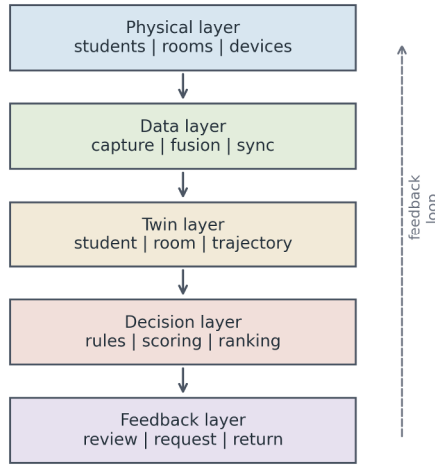 Physical layer
students | rooms | devices
Data layer
capture | fusion | sync
Twin layer
student | room | trajectory
Decision layer
rules | scoring | ranking
Feedback layer
review | request | return
feedback
loop